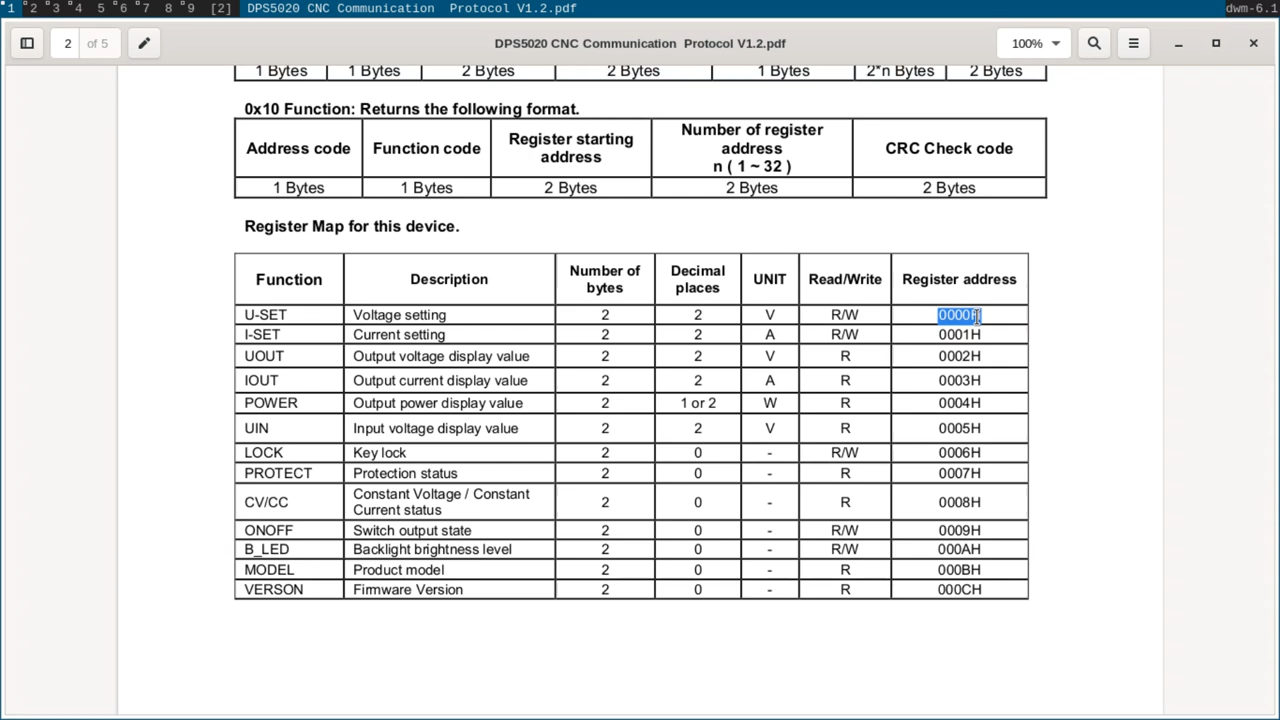 1 2 3 4 5 6 7 8 9 [2] DPS5020 CNC Communication Protocol V1.2.pdf dwm-6.1
2 of 5 DPS5020 CNC Communication Protocol V1.2.pdf 100%
1 Bytes 1 Bytes 2 Bytes 2 Bytes 1 Bytes 2*n Bytes 2 Bytes
0x10 Function: Returns the following format.
Address code Function code Register starting address Number of register address n ( 1 ~ 32 ) CRC Check code
1 Bytes 1 Bytes 2 Bytes 2 Bytes 2 Bytes
Register Map for this device.
Function Description Number of bytes Decimal places UNIT Read/Write Register address
U-SET Voltage setting 2 2 V R/W 0000H
I-SET Current setting 2 2 A R/W 0001H
UOUT Output voltage display value 2 2 V R 0002H
IOUT Output current display value 2 2 A R 0003H
POWER Output power display value 2 1 or 2 W R 0004H
UIN Input voltage display value 2 2 V R 0005H
LOCK Key lock 2 0 - R/W 0006H
PROTECT Protection status 2 0 - R 0007H
CV/CC Constant Voltage / Constant Current status 2 0 - R 0008H
ONOFF Switch output state 2 0 - R/W 0009H
B_LED Backlight brightness level 2 0 - R/W 000AH
MODEL Product model 2 0 - R 000BH
VERSON Firmware Version 2 0 - R 000CH